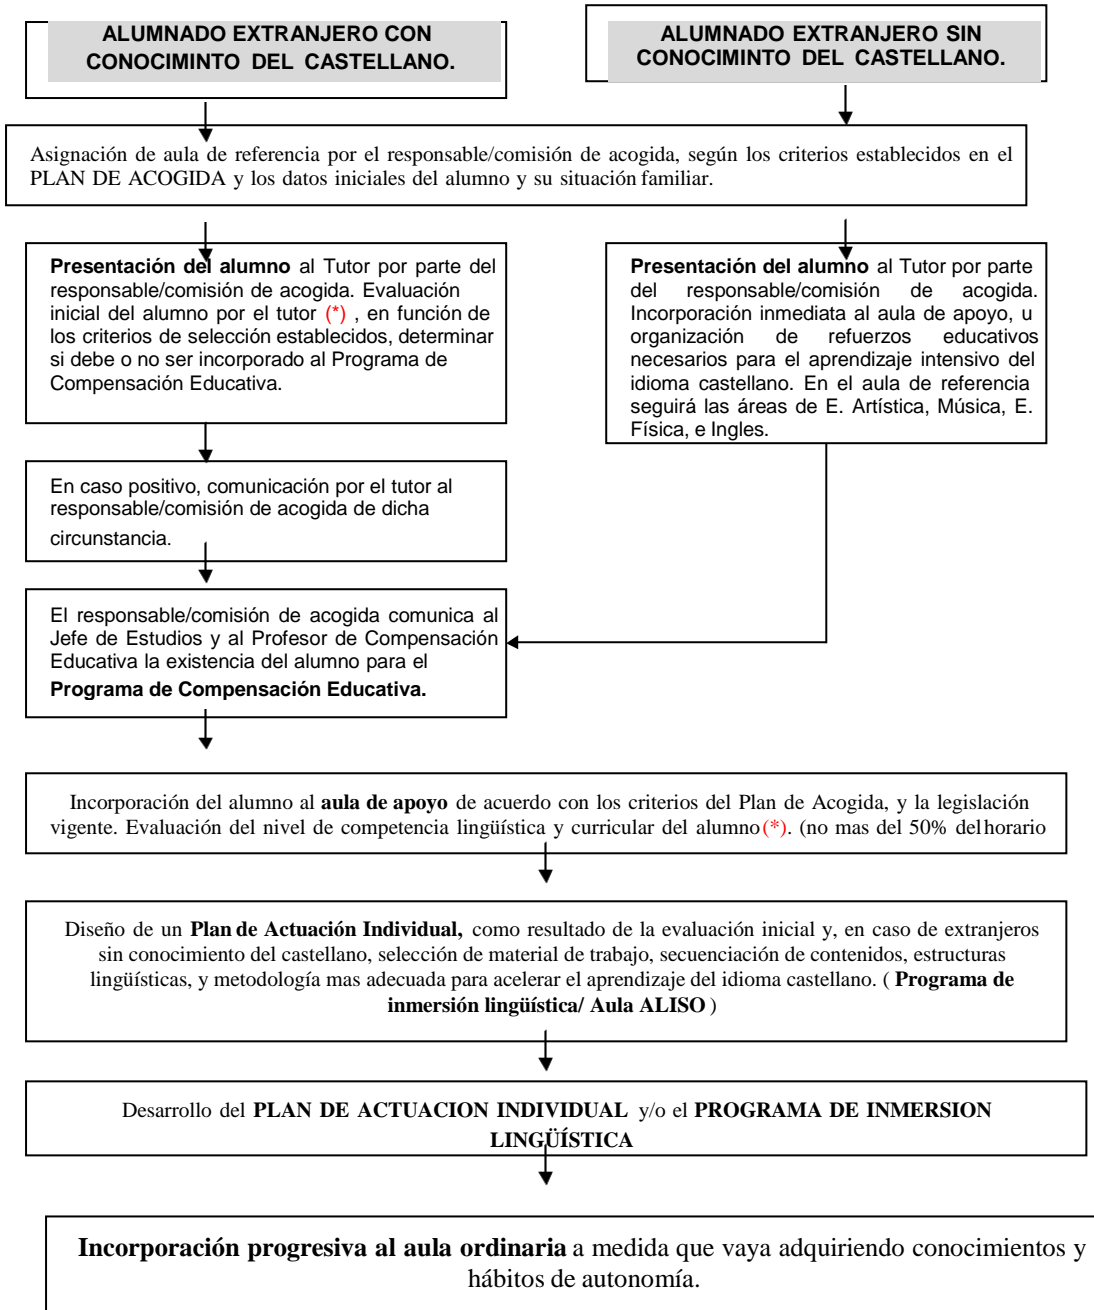 ALUMNADO EXTRANJERO CON
CONOCIMINTO DEL CASTELLANO.
ALUMNADO EXTRANJERO SIN
CONOCIMINTO DEL CASTELLANO.
Asignación de aula de referencia por el responsable/comisión de acogida, según los criterios establecidos en el
PLAN DE ACOGIDA y los datos iniciales del alumno y su situación familiar.
Presentación del alumno al Tutor por parte del
responsable/comisión de acogida. Evaluación
inicial del alumno por el tutor (*) , en función de
los criterios de selección establecidos, determinar
si debe o no ser incorporado al Programa de
Compensación Educativa.
Presentación del alumno al Tutor por parte
del responsable/comisión de acogida.
Incorporación inmediata al aula de apoyo, u
organización de refuerzos educativos
necesarios para el aprendizaje intensivo del
idioma castellano. En el aula de referencia
seguirá las áreas de E. Artística, Música, E.
Física, e Ingles.
En caso positivo, comunicación por el tutor al
responsable/comisión de acogida de dicha
circunstancia.
El responsable/comisión de acogida comunica al
Jefe de Estudios y al Profesor de Compensación
Educativa la existencia del alumno para el
Programa de Compensación Educativa.
Incorporación del alumno al aula de apoyo de acuerdo con los criterios del Plan de Acogida, y la legislación
vigente. Evaluación del nivel de competencia lingüística y curricular del alumno(*). (no mas del 50% del horario
Diseño de un Plan de Actuación Individual, como resultado de la evaluación inicial y, en caso de extranjeros
sin conocimiento del castellano, selección de material de trabajo, secuenciación de contenidos, estructuras
lingüísticas, y metodología mas adecuada para acelerar el aprendizaje del idioma castellano. ( Programa de
inmersión lingüística/ Aula ALISO )
Desarrollo del PLAN DE ACTUACION INDIVIDUAL y/o el PROGRAMA DE INMERSION
LINGÜÍSTICA
Incorporación progresiva al aula ordinaria a medida que vaya adquiriendo conocimientos y
hábitos de autonomía.